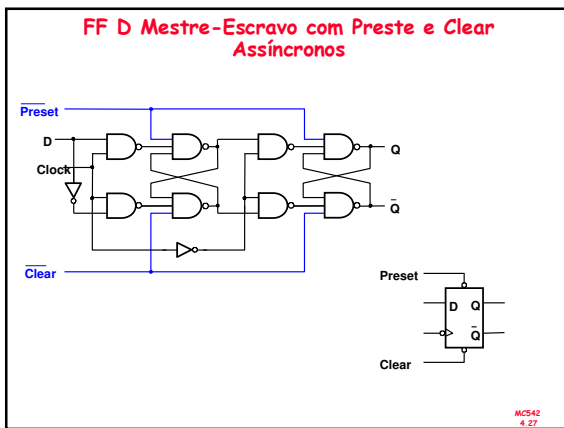 FF D Mestre-Escravo com Preste e Clear
Assíncronos
Preset
D
Q
Clock
Q
Clear
Preset
D Q
Q
Clear
MC542
4.27